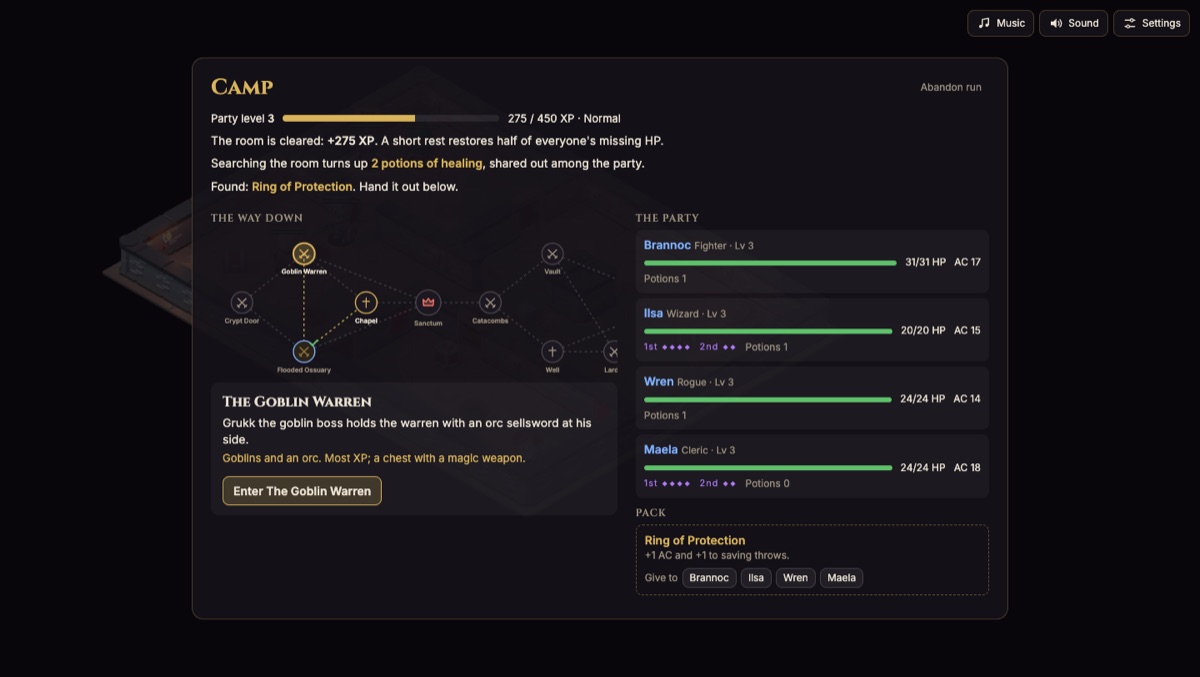 Music
Sound
Settings
CAMP
Abandon run
Party level 3
275 / 450 XP · Normal
The room is cleared: +275 XP. A short rest restores half of everyone's missing HP.
Searching the room turns up 2 potions of healing, shared out among the party.
Found: Ring of Protection. Hand it out below.
THE WAY DOWN
Goblin Warren
Vault
Crypt Door
Chapel
Sanctum
Catacombs
Flooded Ossuary
Well
Lard
THE GOBLIN WARREN
Grukk the goblin boss holds the warren with an orc sellsword at his
side.
Goblins and an orc. Most XP; a chest with a magic weapon.
Enter The Goblin Warren
THE PARTY
Brannoc Fighter · Lv 3
31/31 HP AC 17
Potions 1
Ilsa Wizard · Lv 3
20/20 HP AC 15
1st 2nd Potions 1
Wren Rogue · Lv 3
24/24 HP AC 14
Potions 1
Maela Cleric · Lv 3
24/24 HP AC 18
1st 2nd Potions 0
PACK
Ring of Protection
+1 AC and +1 to saving throws.
Give to Brannoc Ilsa Wren Maela